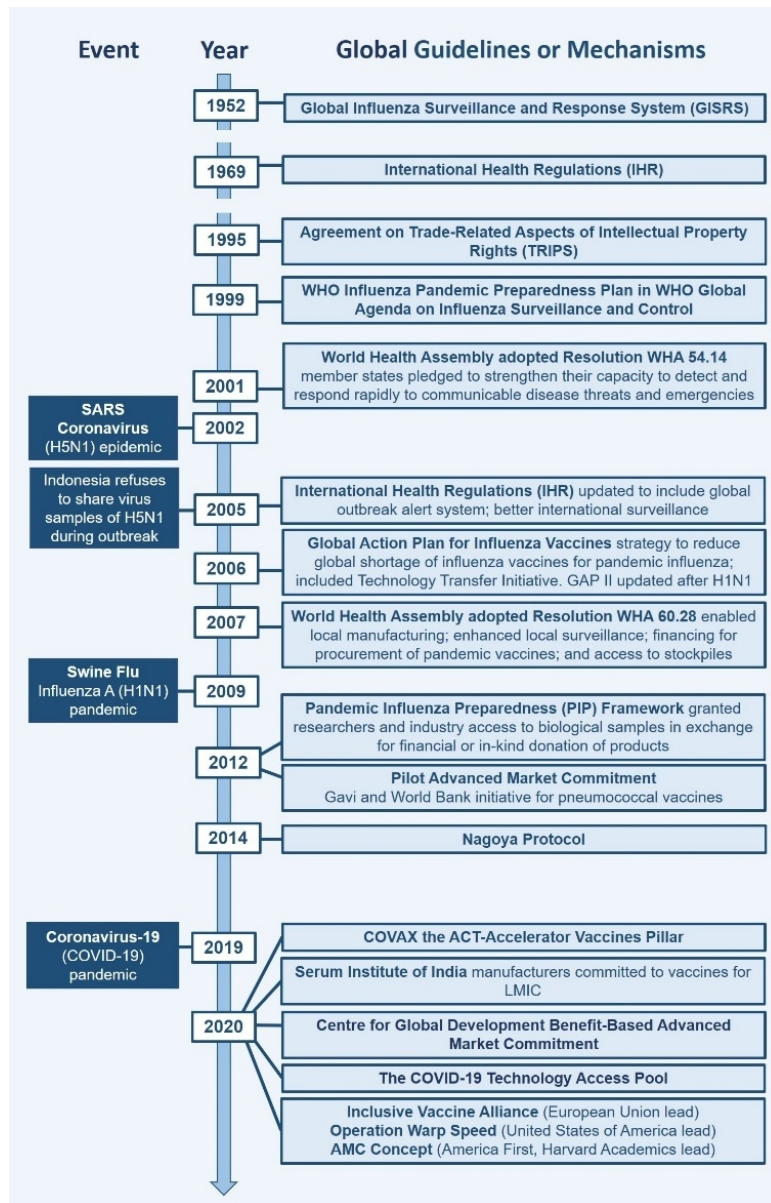 Event Year Global Guidelines or Mechanisms
1952
Global Influenza Surveillance and Response System (GISRS)
1969
International Health Regulations (IHR)
1995
Agreement on Trade-Related Aspects of Intellectual Property
Rights (TRIPS)
1999
WHO Influenza Pandemic Preparedness Plan in WHO Global
Agenda on Influenza Surveillance and Control
2001
World Health Assembly adopted Resolution WHA 54.14
member states pledged to strengthen their capacity to detect and
respond rapidly to communicable disease threats and emergencies
SARS
Coronavirus
(H5N1) epidemic
2002
Indonesia refuses
to share virus
samples of H5N1
during outbreak
2005
International Health Regulations (IHR) updated to include global
outbreak alert system; better international surveillance
2006
Global Action Plan for Influenza Vaccines strategy to reduce
global shortage of influenza vaccines for pandemic influenza;
included Technology Transfer Initiative. GAP II updated after H1N1
2007
World Health Assembly adopted Resolution WHA 60.28 enabled
local manufacturing; enhanced local surveillance; financing for
procurement of pandemic vaccines; and access to stockpiles
Swine Flu
Influenza A (H1N1)
pandemic
2009
Pandemic Influenza Preparedness (PIP) Framework granted
researchers and industry access to biological samples in exchange
for financial or in-kind donation of products
2012
Pilot Advanced Market Commitment
Gavi and World Bank initiative for pneumococcal vaccines
2014
Nagoya Protocol
Coronavirus-19
(COVID-19)
pandemic
2019
COVAX the ACT-Accelerator Vaccines Pillar
Serum Institute of India manufacturers committed to vaccines for
LMIC
2020
Centre for Global Development Benefit-Based Advanced
Market Commitment
The COVID-19 Technology Access Pool
Inclusive Vaccine Alliance (European Union lead)
Operation Warp Speed (United States of America lead)
AMC Concept (America First, Harvard Academics lead)